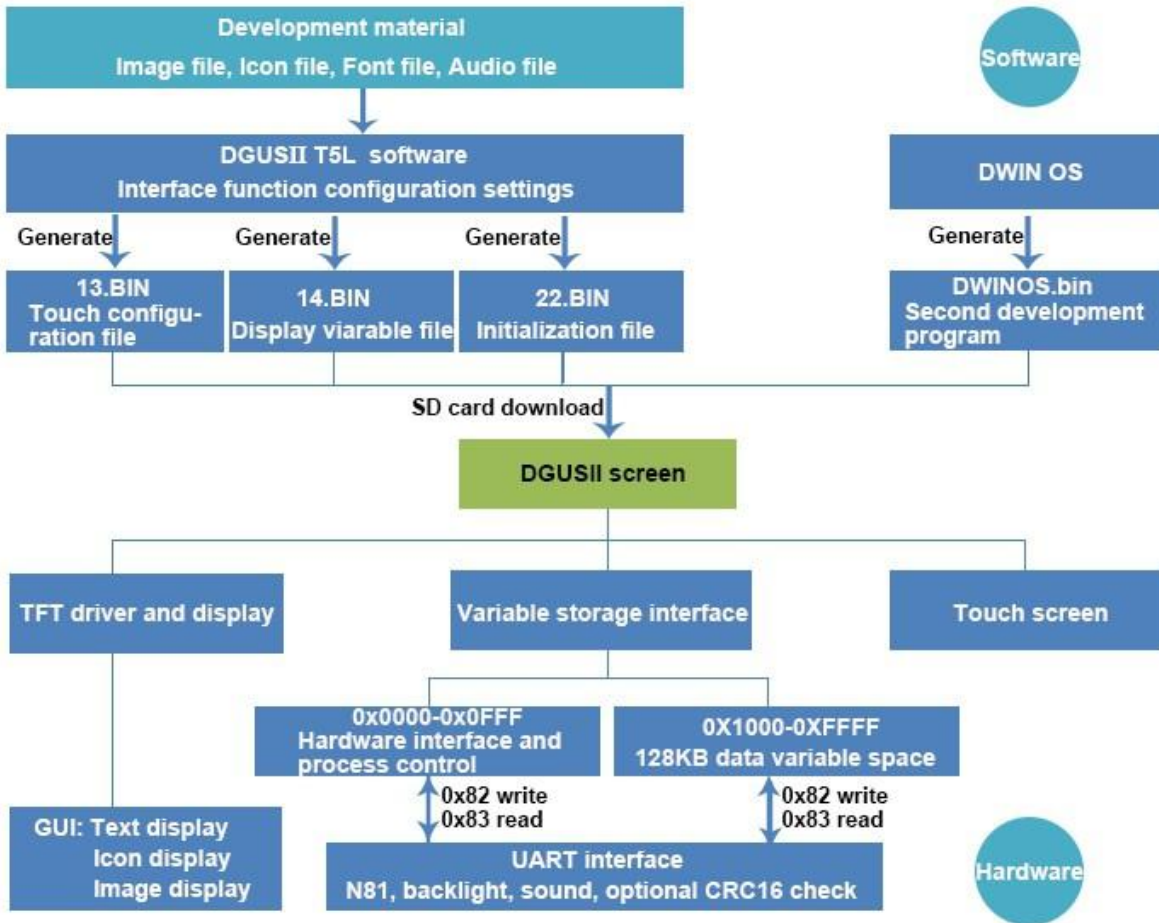 Development material
Image file, Icon file, Font file, Audio file
Software
DGUSII T5L software
Interface function configuration settings
DWIN OS
Generate
Generate
Generate
Generate
13.BIN
Touch configu-
ration file
14.BIN
Display viarable file
22.BIN
Initialization file
DWINOS.bin
Second development
program
SD card download
DGUSII screen
TFT driver and display
Variable storage interface
Touch screen
0x0000-0x0FFF
Hardware interface and
process control
0X1000-0XFFFF
128KB data variable space
0x82 write
0x83 read
0x82 write
0x83 read
GUI: Text display
Icon display
Image display
UART interface
N81, backlight, sound, optional CRC16 check
Hardware